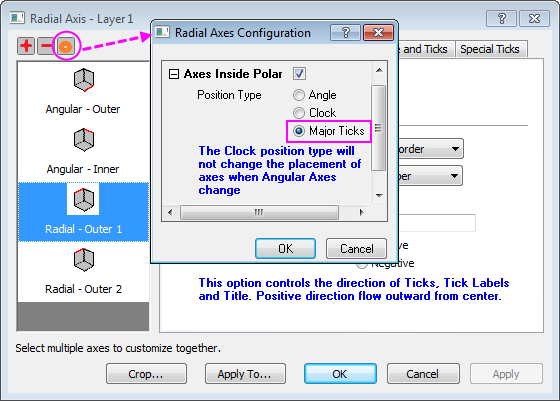 Radial Axis - Layer1
Radial Axes Configuration
Axes Inside Polar
Position Type
Angle
Clock
Major Ticks
The Clock position type will
not change the placement of
axes when Angular Axes
change
OK
Cancel
e and Ticks
Special Ticks
Angular - Outer
Angular - Inner
Radial - Outer 1
Radial - Outer 2
order
per
ve
Negative
This option controls the direction of Ticks, Tick Labels
and Title. Positive direction flow outward from center.
Select multiple axes to customize together.
Crop...
Apply To...
OK
Cancel
Apply